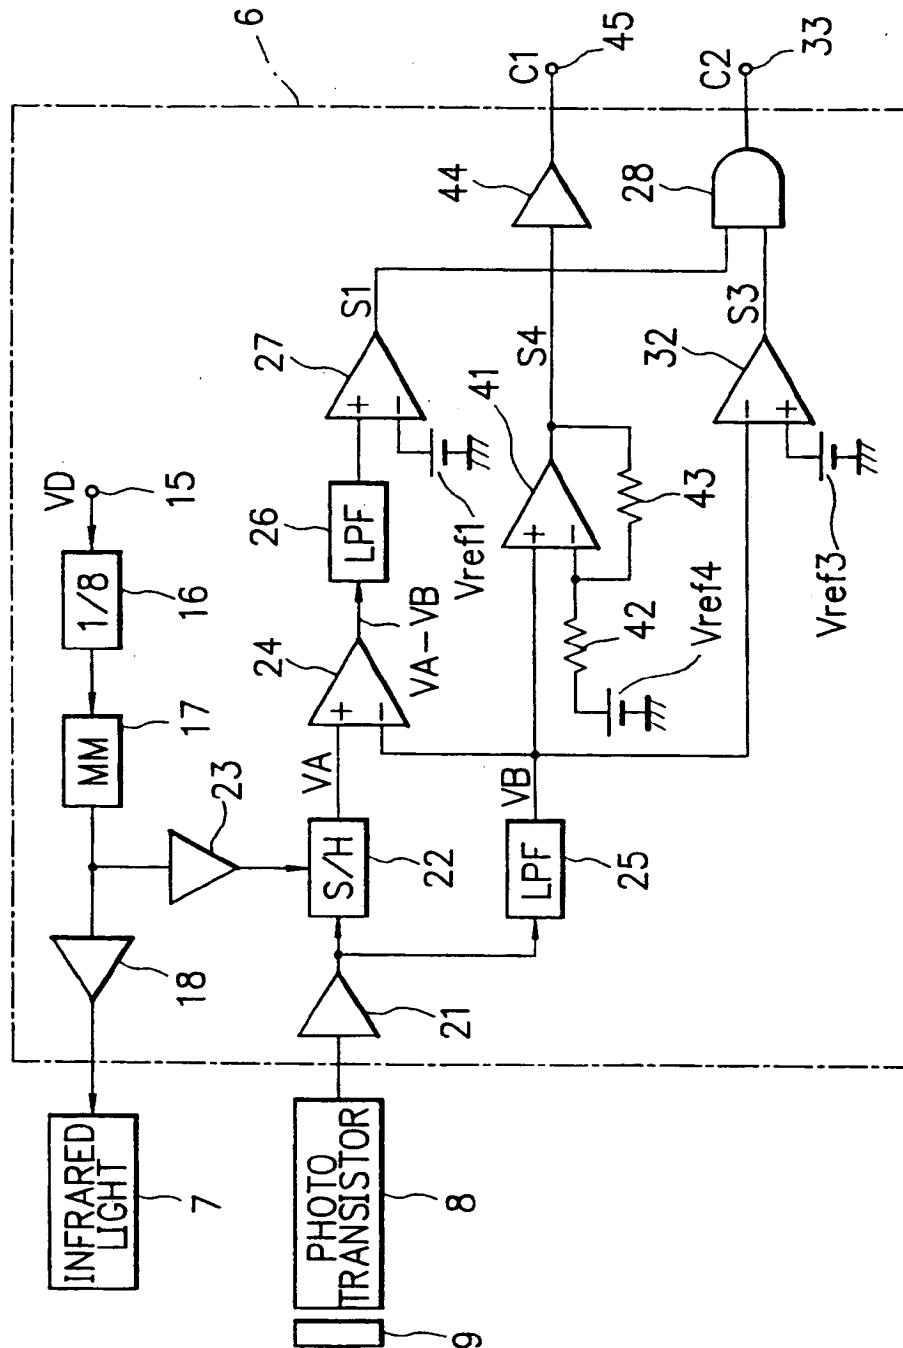 6
VD
15
1/8
16
MM
17
18
23
INFRARED
LIGHT
7
PHOTO
TRANSISTOR
8
9
21
S/H
22
VA
+
−
24
VA−VB
LPF
26
+
−
27
Vref1
S1
LPF
25
VB
+
−
41
42
43
Vref4
S4
44
C1
45
−
+
32
Vref3
S3
28
C2
33